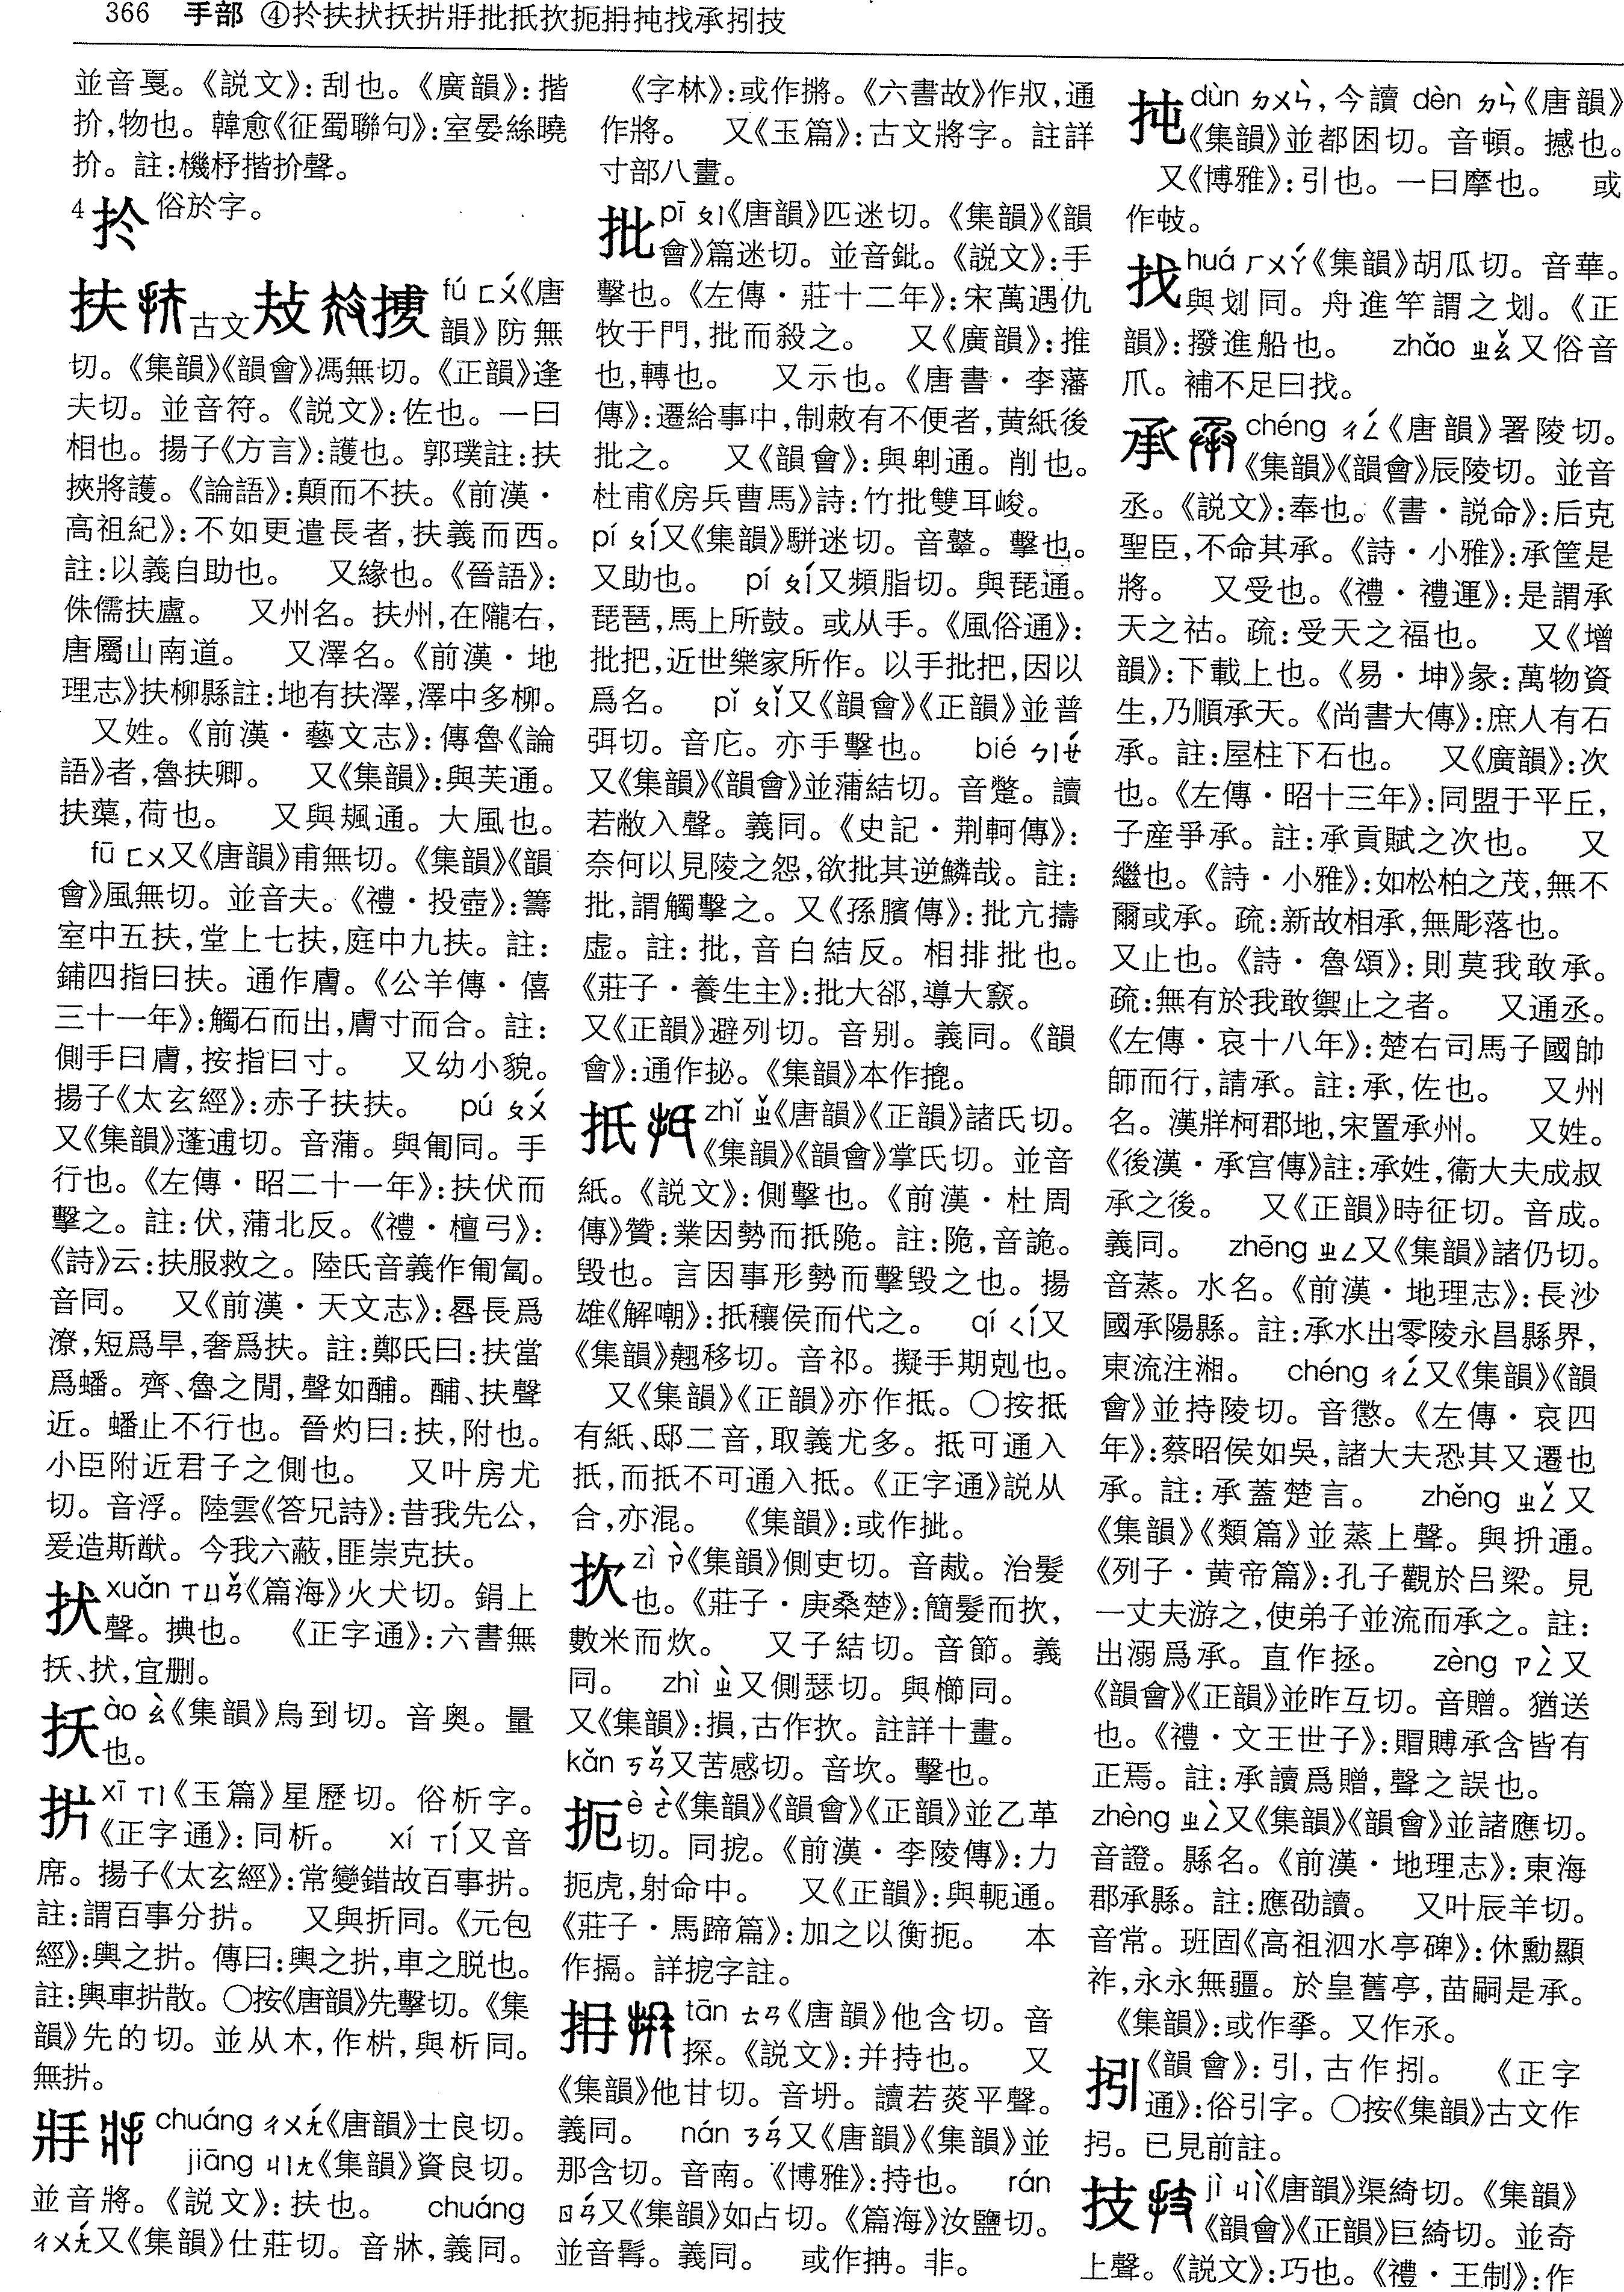 366 手部 ④扵扶扰抚㧊㸖批抵扻扼抩扽找承㧈技
並音戛。《説文》:刮也。《廣韻》:揩
扴,物也。韓愈《征蜀聯句》:室晏絲曉
扴。註:機杼揩扴聲。
4 扵 俗於字。
扶 古文 fú ㄈㄨˊ《唐
韻》防無
切。《集韻》《韻會》馮無切。《正韻》逢
夫切。並音符。《説文》:佐也。一曰
相也。揚子《方言》:護也。郭璞註:扶
挾將護。《論語》:顛而不扶。《前漢·
高祖紀》:不如更遣長者,扶義而西。
註:以義自助也。 又緣也。《晉語》:
侏儒扶盧。 又州名。扶州,在隴右,
唐屬山南道。 又澤名。《前漢·地
理志》扶柳縣註:地有扶澤,澤中多柳。
又姓。《前漢·藝文志》:傳魯《論
語》者,魯扶卿。 又《集韻》:與芙通。
扶蕖,荷也。 又與颫通。大風也。
fū ㄈㄨ又《唐韻》甫無切。《集韻》《韻
會》風無切。並音夫。《禮·投壺》:籌
室中五扶,堂上七扶,庭中九扶。註:
鋪四指曰扶。通作膚。《公羊傳·僖
三十一年》:觸石而出,膚寸而合。註:
側手曰膚,按指曰寸。 又幼小貌。
揚子《太玄經》:赤子扶扶。 pú ㄆㄨˊ
又《集韻》蓬逋切。音蒲。與匍同。手
行也。《左傳·昭二十一年》:扶伏而
擊之。註:伏,蒲北反。《禮·檀弓》:
《詩》云:扶服救之。陸氏音義作匍匐。
音同。 又《前漢·天文志》:晷長爲
潦,短爲旱,奢爲扶。註:鄭氏曰:扶當
爲蟠。齊、魯之閒,聲如酺。酺、扶聲
近。蟠止不行也。晉灼曰:扶,附也。
小臣附近君子之側也。 又叶房尤
切。音浮。陸雲《答兄詩》:昔我先公,
爰造斯猷。今我六蔽,匪崇克扶。
xuǎn ㄒㄩㄢˇ《篇海》火犬切。鋗上
聲。㨏也。 《正字通》:六書無
宜删。
ào ㄠˋ《集韻》烏到切。音奥。量
也。
㧊 xī ㄒㄧ《玉篇》星歷切。俗析字。
《正字通》:同析。 xí ㄒㄧˊ又音
席。揚子《太玄經》:常變錯故百事㧊。
註:謂百事分㧊。 又與折同。《元包
經》:輿之㧊。傳曰:輿之㧊,車之脱也。
註:輿車㧊散。○按《唐韻》先擊切。《集
韻》先的切。並从木,作㭊,與析同。
無㧊。
chuáng ㄔㄨㄤˊ《唐韻》士良切。
jiāng ㄐㄧㄤ《集韻》資良切。
並音將。《説文》:扶也。 chuáng
ㄔㄨㄤˊ又《集韻》仕莊切。音牀,義同。
《字林》:或作㨄。《六書故》作㧀,通
作將。 又《玉篇》:古文將字。註詳
寸部八畫。
批 pī ㄆㄧ《唐韻》匹迷切。《集韻》《韻
會》篇迷切。並音鈚。《説文》:手
擊也。《左傳·莊十二年》:宋萬遇仇
牧于門,批而殺之。 又《廣韻》:推
也,轉也。 又示也。《唐書·李藩
傳》:遷給事中,制敕有不便者,黄紙後
批之。 又《韻會》:與㓟通。削也。
杜甫《房兵曹馬》詩:竹批雙耳峻。
pí ㄆㄧˊ又《集韻》駢迷切。音鼙。擊也。
又助也。 pí ㄆㄧˊ又頻脂切。與琵通。
琵琶,馬上所鼓。或从手。《風俗通》:
批把,近世樂家所作。以手批把,因以
爲名。 pǐ ㄆㄧˇ又《韻會》《正韻》並普
弭切。音庀。亦手擊也。 bié ㄅㄧㄝˊ
又《集韻》《韻會》並蒲結切。音蹩。讀
若敝入聲。義同。《史記·荆軻傳》:
奈何以見陵之怨,欲批其逆鱗哉。註:
批,謂觸擊之。又《孫臏傳》:批亢擣
虚。註:批,音白結反。相排批也。
《莊子·養生主》:批大郤,導大窾。
又《正韻》避列切。音别。義同。《韻
會》:通作㧙。《集韻》本作㩺。
抵 zhǐ ㄓˇ《唐韻》《正韻》諸氏切。
《集韻》《韻會》掌氏切。並音
紙。《説文》:側擊也。《前漢·杜周
傳》贊:業因勢而抵陒。註:陒,音詭。
毁也。言因事形勢而擊毁之也。揚
雄《解嘲》:抵穰侯而代之。 qí ㄑㄧˊ又
《集韻》翹移切。音祁。擬手期剋也。
又《集韻》《正韻》亦作抵。○按抵
有紙、邸二音,取義尤多。抵可通入
扺,而扺不可通入抵。《正字通》説从
合,亦混。 《集韻》:或作㧗。
扻 zì ㄗˋ《集韻》側吏切。音胾。治髮
也。《莊子·庚桑楚》:簡髮而扻,
數米而炊。 又子結切。音節。義
同。 zhì ㄓˋ又側瑟切。與櫛同。
又《集韻》:損,古作扻。註詳十畫。
kǎn ㄎㄢˇ又苦感切。音坎。擊也。
扼 è ㄜˋ《集韻》《韻會》《正韻》並乙革
切。同挖。《前漢·李陵傳》:力
扼虎,射命中。 又《正韻》:與軛通。
《莊子·馬蹄篇》:加之以衡扼。 本
作搹。詳挖字註。
抩 tān ㄊㄢ《唐韻》他含切。音
探。《説文》:并持也。 又
《集韻》他甘切。音坍。讀若菼平聲。
義同。 nán ㄋㄢˊ又《唐韻》《集韻》並
那含切。音南。《博雅》:持也。 rán
ㄖㄢˊ又《集韻》如占切。《篇海》汝鹽切。
並音髥。義同。 或作抻。非。
扽 dùn ㄉㄨㄣˋ,今讀 dèn ㄉㄣˋ《唐韻》
《集韻》並都困切。音頓。撼也。
又《博雅》:引也。一曰摩也。 或
作㪳。
找 huá ㄏㄨㄚˊ《集韻》胡瓜切。音華。
與划同。舟進竿謂之划。《正
韻》:撥進船也。 zhǎo ㄓㄠˇ又俗音
爪。補不足曰找。
承 chéng ㄔㄥˊ《唐韻》署陵切。
《集韻》《韻會》辰陵切。並音
丞。《説文》:奉也。《書·説命》:后克
聖臣,不命其承。《詩·小雅》:承筐是
將。 又受也。《禮·禮運》:是謂承
天之祜。疏:受天之福也。 又《增
韻》:下載上也。《易·坤》彖:萬物資
生,乃順承天。《尚書大傳》:庶人有石
承。註:屋柱下石也。 又《廣韻》:次
也。《左傳·昭十三年》:同盟于平丘,
子産爭承。註:承貢賦之次也。 又
繼也。《詩·小雅》:如松柏之茂,無不
爾或承。疏:新故相承,無彫落也。
又止也。《詩·魯頌》:則莫我敢承。
疏:無有於我敢禦止之者。 又通丞。
《左傳·哀十八年》:楚右司馬子國帥
師而行,請承。註:承,佐也。 又州
名。漢牂柯郡地,宋置承州。 又姓。
《後漢·承宫傳》註:承姓,衞大夫成叔
承之後。 又《正韻》時征切。音成。
義同。 zhēng ㄓㄥ又《集韻》諸仍切。
音蒸。水名。《前漢·地理志》:長沙
國承陽縣。註:承水出零陵永昌縣界,
東流注湘。 chéng ㄔㄥˊ又《集韻》《韻
會》並持陵切。音懲。《左傳·哀四
年》:蔡昭侯如吳,諸大夫恐其又遷也
承。註:承蓋楚言。 zhěng ㄓㄥˇ又
《集韻》《類篇》並蒸上聲。與拼通。
《列子·黄帝篇》:孔子觀於吕梁。見
一丈夫游之,使弟子並流而承之。註:
出溺爲承。直作拯。 zèng ㄗㄥˋ又
《韻會》《正韻》並昨互切。音贈。猶送
也。《禮·文王世子》:賵賻承含皆有
正焉。註:承讀爲贈,聲之誤也。
zhèng ㄓㄥˋ又《集韻》《韻會》並諸應切。
音證。縣名。《前漢·地理志》:東海
郡承縣。註:應劭讀。 又叶辰羊切。
音常。班固《高祖泗水亭碑》:休勳顯
祚,永永無疆。於皇舊亭,苗嗣是承。
《集韻》:或作㧼。又作氶。
㧈《韻會》:引,古作㧈。 《正字
通》:俗引字。○按《集韻》古文作
㧃。已見前註。
技 jì ㄐㄧˋ《唐韻》渠綺切。《集韻》
《韻會》《正韻》巨綺切。並奇
上聲。《説文》:巧也。《禮·王制》:作